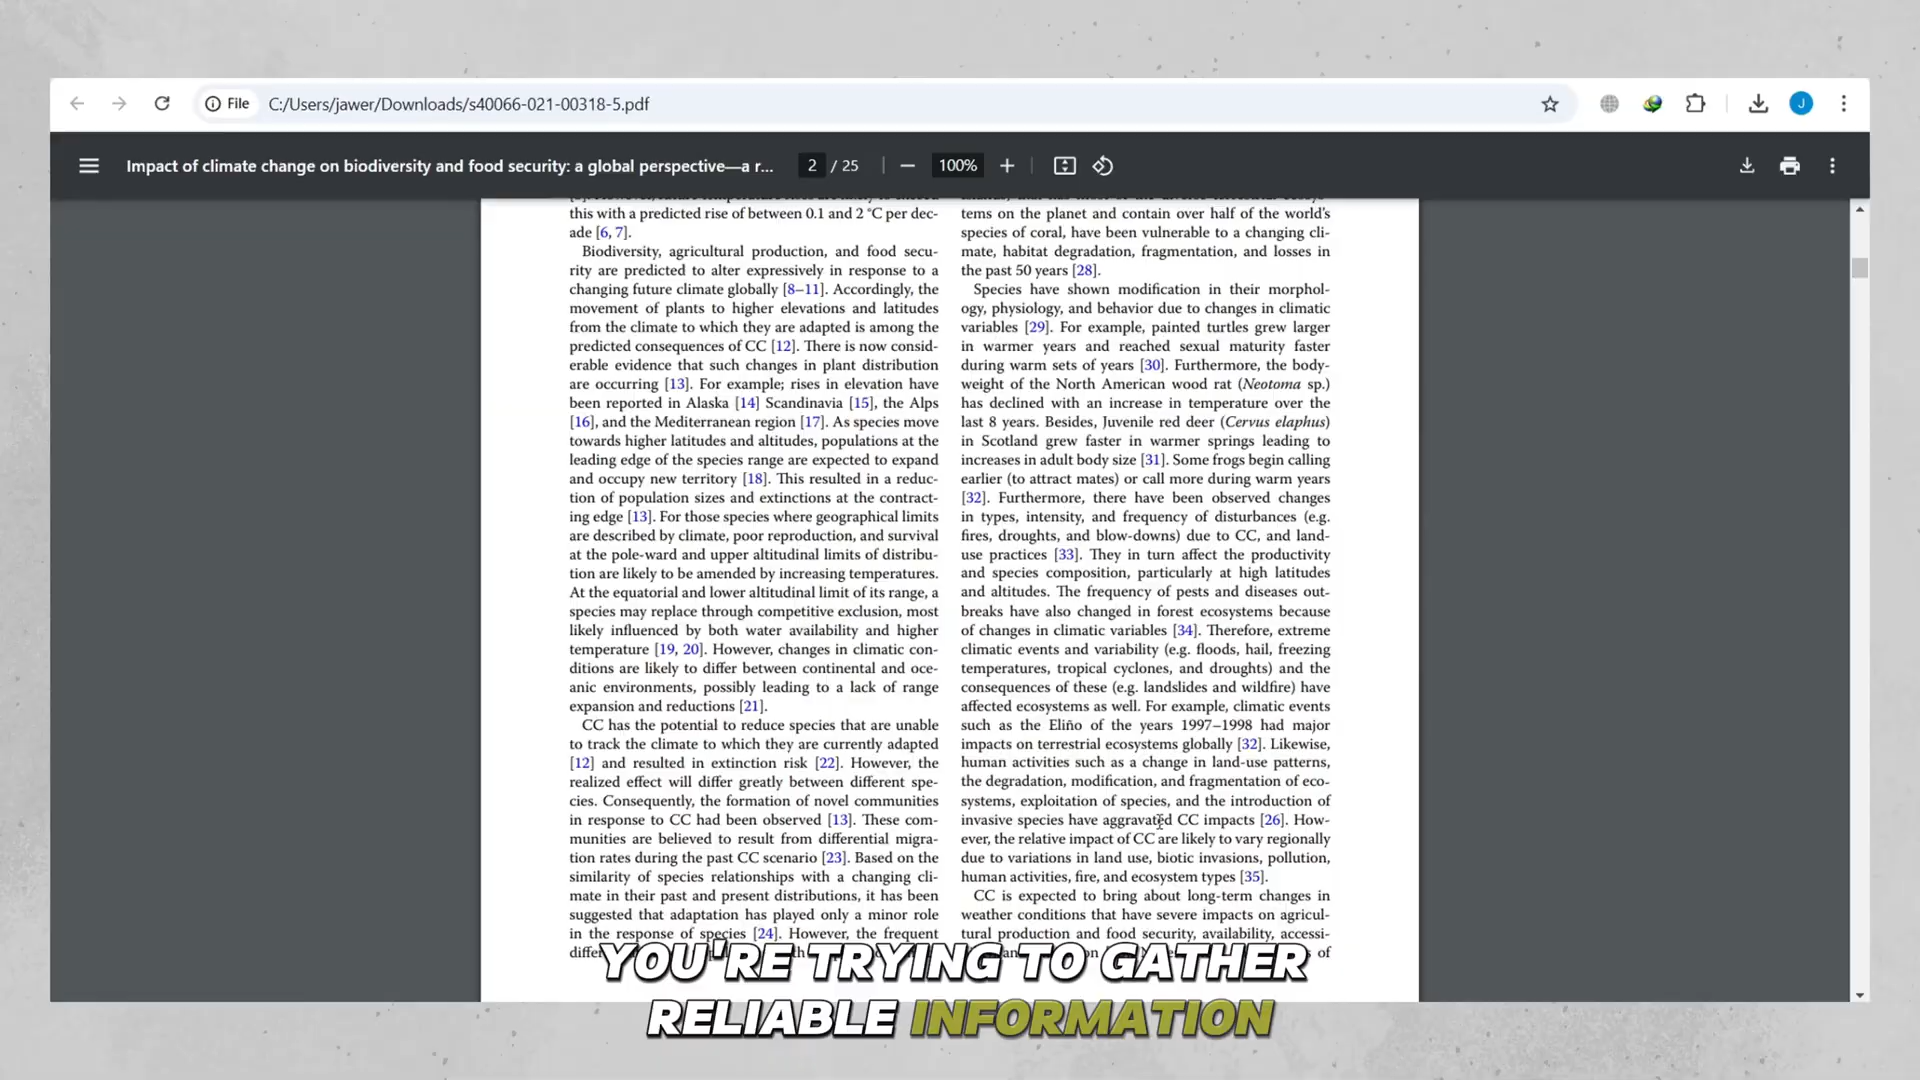 File
C:/Users/jawer/Downloads/s40066-021-00318-5.pdf
J
Impact of climate change on biodiversity and food security: a global perspective—a r...
2 / 25
100%
this with a predicted rise of between 0.1 and 2 °C per dec-
ade [6, 7].
Biodiversity, agricultural production, and food secu-
rity are predicted to alter expressively in response to a
changing future climate globally [8–11]. Accordingly, the
movement of plants to higher elevations and latitudes
from the climate to which they are adapted is among the
predicted consequences of CC [12]. There is now consid-
erable evidence that such changes in plant distribution
are occurring [13]. For example; rises in elevation have
been reported in Alaska [14] Scandinavia [15], the Alps
[16], and the Mediterranean region [17]. As species move
towards higher latitudes and altitudes, populations at the
leading edge of the species range are expected to expand
and occupy new territory [18]. This resulted in a reduc-
tion of population sizes and extinctions at the contract-
ing edge [13]. For those species where geographical limits
are described by climate, poor reproduction, and survival
at the pole-ward and upper altitudinal limits of distribu-
tion are likely to be amended by increasing temperatures.
At the equatorial and lower altitudinal limit of its range, a
species may replace through competitive exclusion, most
likely influenced by both water availability and higher
temperature [19, 20]. However, changes in climatic con-
ditions are likely to differ between continental and oce-
anic environments, possibly leading to a lack of range
expansion and reductions [21].
CC has the potential to reduce species that are unable
to track the climate to which they are currently adapted
[12] and resulted in extinction risk [22]. However, the
realized effect will differ greatly between different spe-
cies. Consequently, the formation of novel communities
in response to CC had been observed [13]. These com-
munities are believed to result from differential migra-
tion rates during the past CC scenario [23]. Based on the
similarity of species relationships with a changing cli-
mate in their past and present distributions, it has been
suggested that adaptation has played only a minor role
in the response of species [24]. However, the frequent
tems on the planet and contain over half of the world's
species of coral, have been vulnerable to a changing cli-
mate, habitat degradation, fragmentation, and losses in
the past 50 years [28].
Species have shown modification in their morphol-
ogy, physiology, and behavior due to changes in climatic
variables [29]. For example, painted turtles grew larger
in warmer years and reached sexual maturity faster
during warm sets of years [30]. Furthermore, the body-
weight of the North American wood rat (Neotoma sp.)
has declined with an increase in temperature over the
last 8 years. Besides, Juvenile red deer (Cervus elaphus)
in Scotland grew faster in warmer springs leading to
increases in adult body size [31]. Some frogs begin calling
earlier (to attract mates) or call more during warm years
[32]. Furthermore, there have been observed changes
in types, intensity, and frequency of disturbances (e.g.
fires, droughts, and blow-downs) due to CC, and land-
use practices [33]. They in turn affect the productivity
and species composition, particularly at high latitudes
and altitudes. The frequency of pests and diseases out-
breaks have also changed in forest ecosystems because
of changes in climatic variables [34]. Therefore, extreme
climatic events and variability (e.g. floods, hail, freezing
temperatures, tropical cyclones, and droughts) and the
consequences of these (e.g. landslides and wildfire) have
affected ecosystems as well. For example, climatic events
such as the Eliño of the years 1997–1998 had major
impacts on terrestrial ecosystems globally [32]. Likewise,
human activities such as a change in land-use patterns,
the degradation, modification, and fragmentation of eco-
systems, exploitation of species, and the introduction of
invasive species have aggravated CC impacts [26]. How-
ever, the relative impact of CC are likely to vary regionally
due to variations in land use, biotic invasions, pollution,
human activities, fire, and ecosystem types [35].
CC is expected to bring about long-term changes in
weather conditions that have severe impacts on agricul-
tural production and food security, availability, accessi-
of
YOU'RE TRYING TO GATHER
RELIABLE INFORMATION